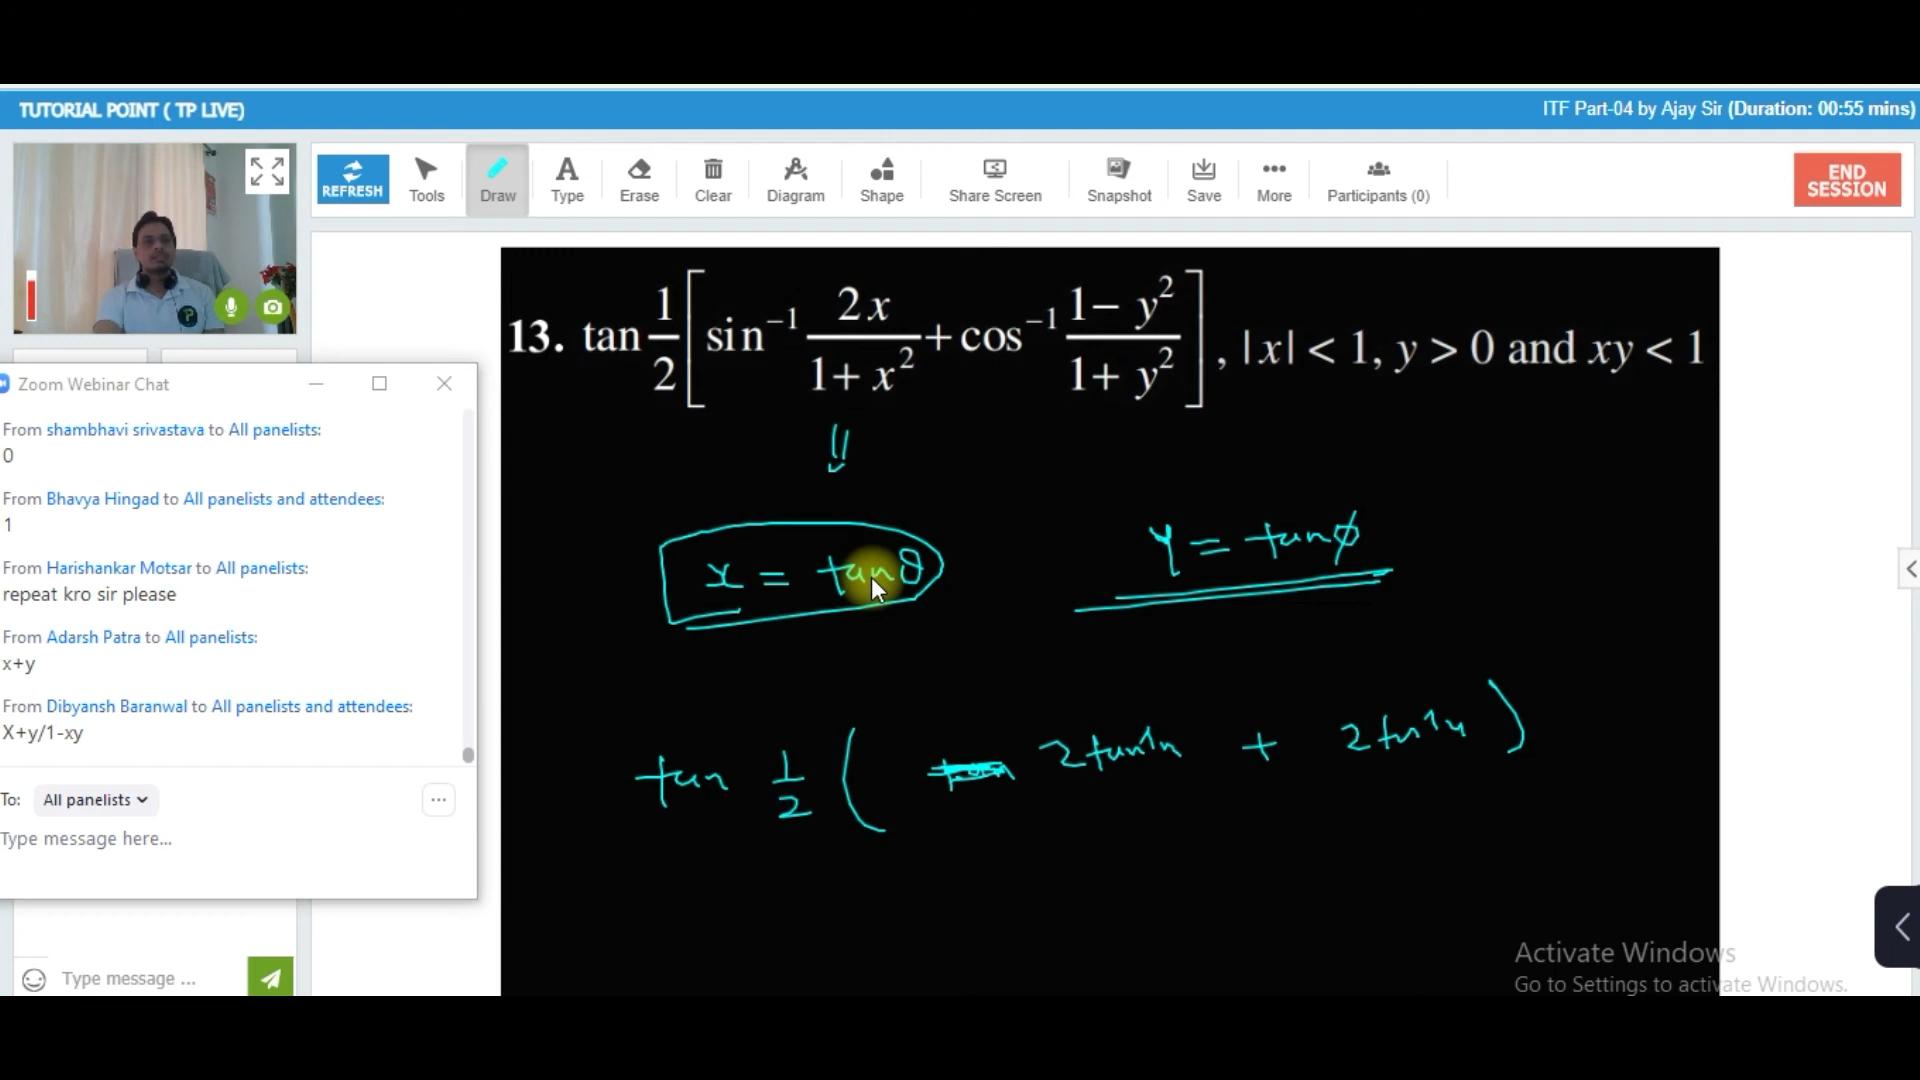 TUTORIAL POINT ( TP LIVE)
ITF Part-04 by Ajay Sir (Duration: 00:55 mins)
REFRESH
Tools
Draw
Type
Erase
Clear
Diagram
Shape
Share Screen
Snapshot
Save
More
Participants (0)
END SESSION
13. tan 1/2 [ sin⁻¹ 2x/(1+x²) + cos⁻¹ (1−y²)/(1+y²) ], |x| < 1, y > 0 and xy < 1
x = tanθ
y = tanϕ
tan 1/2 ( 2tan⁻¹x + 2tan⁻¹y )
Zoom Webinar Chat
From shambhavi srivastava to All panelists:
0
From Bhavya Hingad to All panelists and attendees:
1
From Harishankar Motsar to All panelists:
repeat kro sir please
From Adarsh Patra to All panelists:
x+y
From Dibyansh Baranwal to All panelists and attendees:
X+y/1-xy
To: All panelists
Type message here...
Type message ...
Activate Windows
Go to Settings to activate Windows.